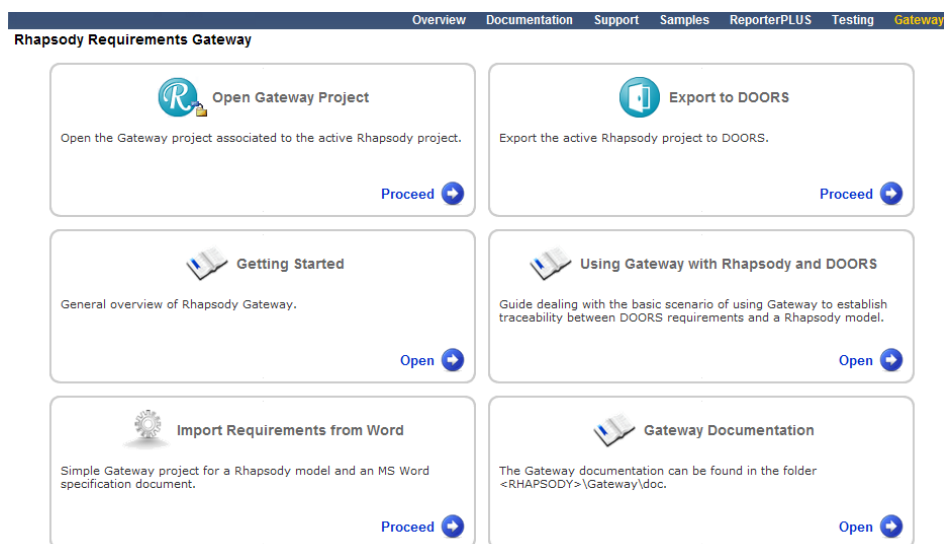 Overview Documentation Support Samples ReporterPLUS Testing Gateway
Rhapsody Requirements Gateway
Open Gateway Project
Open the Gateway project associated to the active Rhapsody project.
Proceed
Export to DOORS
Export the active Rhapsody project to DOORS.
Proceed
Getting Started
General overview of Rhapsody Gateway.
Open
Using Gateway with Rhapsody and DOORS
Guide dealing with the basic scenario of using Gateway to establish
traceability between DOORS requirements and a Rhapsody model.
Open
Import Requirements from Word
Simple Gateway project for a Rhapsody model and an MS Word
specification document.
Proceed
Gateway Documentation
The Gateway documentation can be found in the folder
<RHAPSODY>\Gateway\doc.
Open